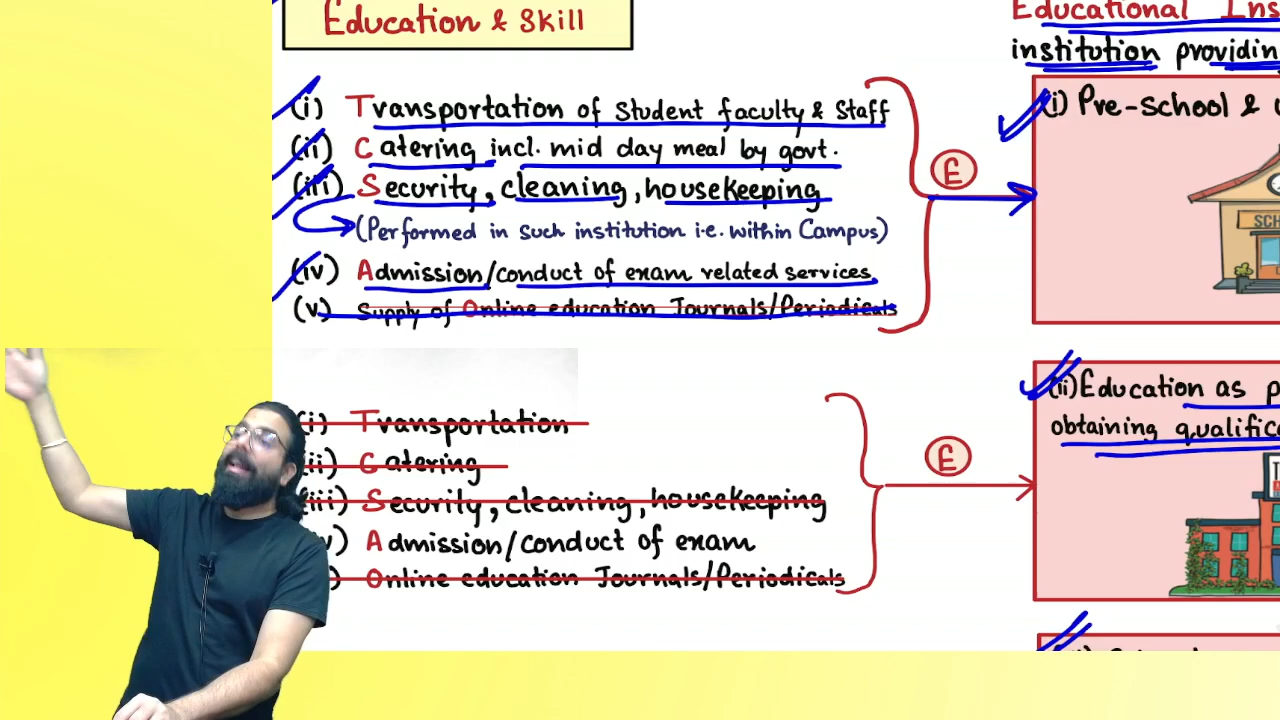 Education & Skill
(i) Transportation of Student faculty & Staff
(ii) Catering incl. mid day meal by govt.
(iii) Security, cleaning, housekeeping
(Performed in such institution i.e. within Campus)
(iv) Admission/conduct of exam related services
(v) Supply of Online education Journals/Periodicals
E
Educational Ins
institution providin
(i) Pre-School &
SCHO
(i) Transportation
(ii) Catering
(iii) Security, cleaning, housekeeping
v) Admission/conduct of exam
) Online education Journals/Periodicals
E
(ii) Education as p
obtaining qualific